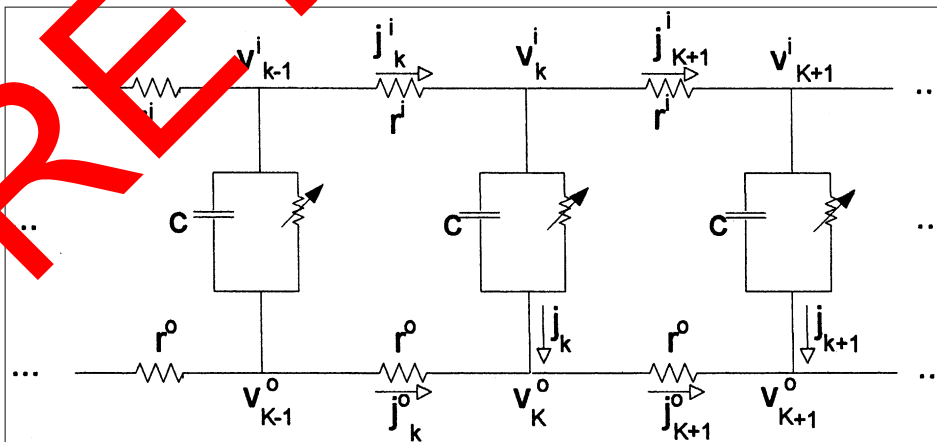 RE
v^i_{k-1} j^i_k v^i_k j^i_{K+1} v^i_{K+1}
r^i r^i
...
C C C
j_k j_{k+1}
r^o r^o r^o
... ...
v^o_{K-1} j^o_k v^o_K j^o_{K+1} v^o_{K+1}